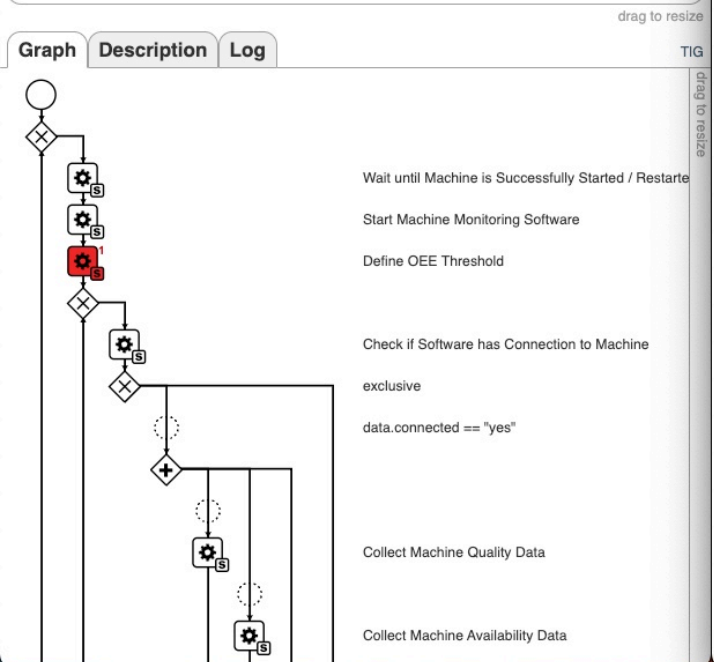 drag to resize
Graph Description Log TIG
drag to resize
S
Wait until Machine is Successfully Started / Restarte
S
Start Machine Monitoring Software
1
S
Define OEE Threshold
S
Check if Software has Connection to Machine
exclusive
data.connected == "yes"
S
Collect Machine Quality Data
S
Collect Machine Availability Data